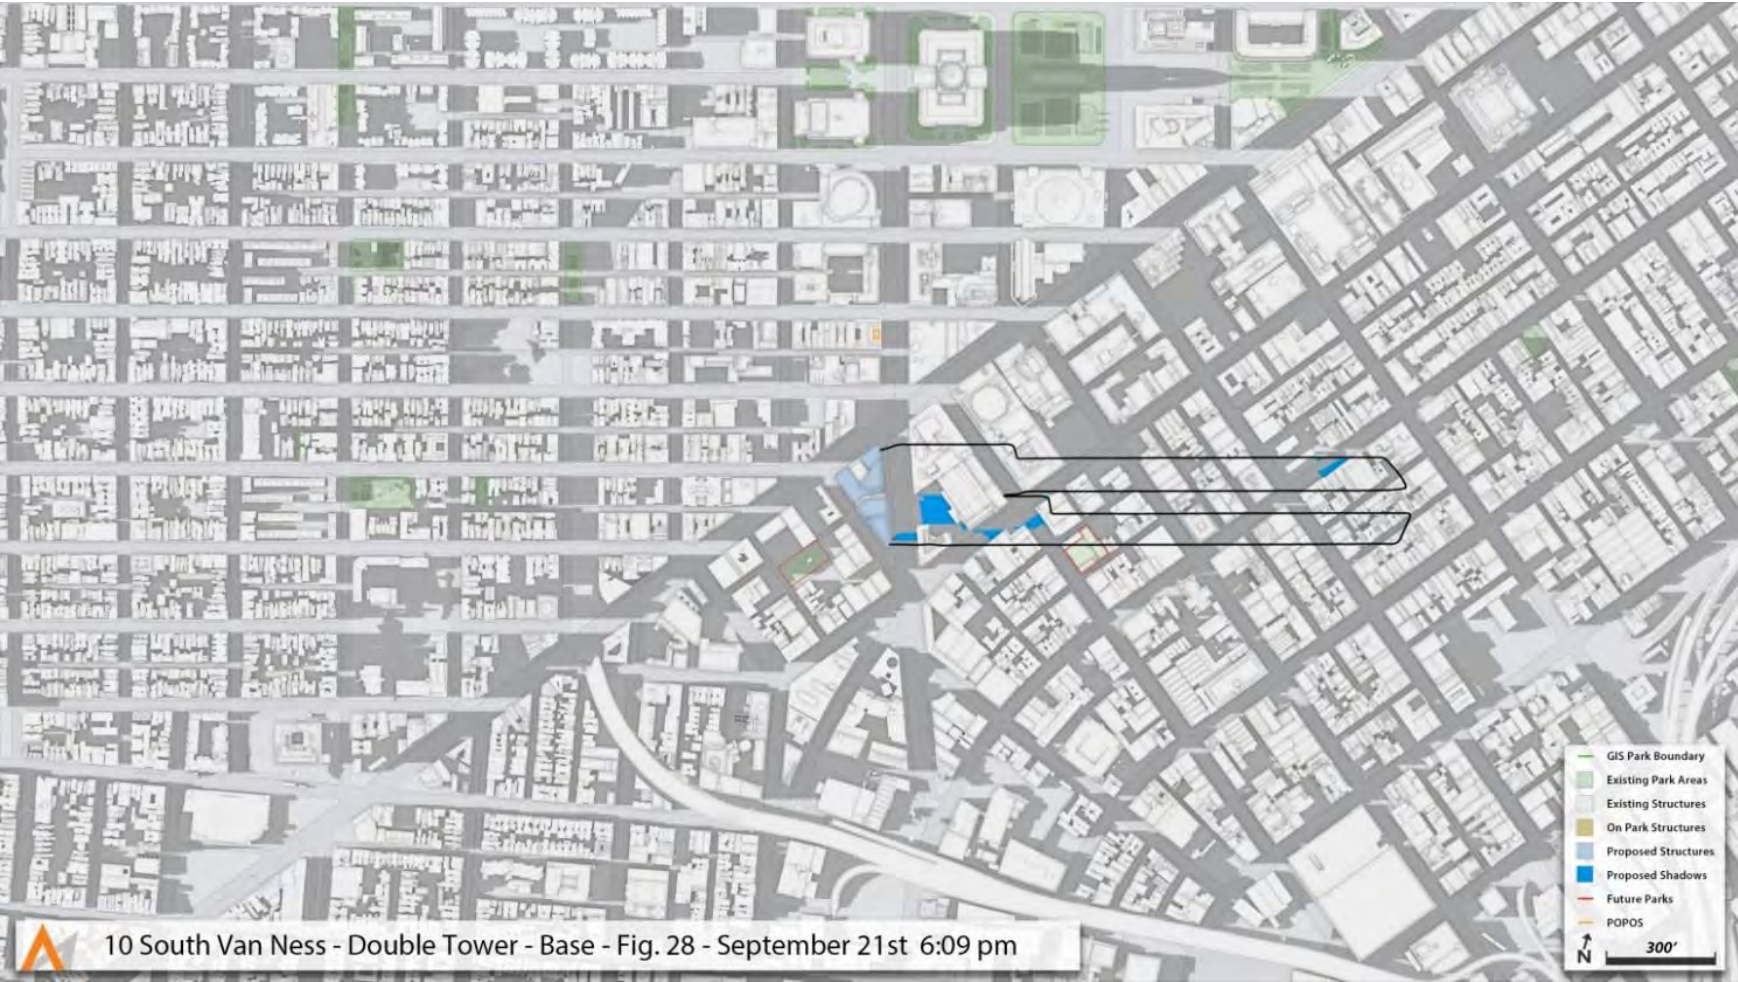 GIS Park Boundary
Existing Park Areas
Existing Structures
On Park Structures
Proposed Structures
Proposed Shadows
Future Parks
POPOS
N
300'
10 South Van Ness - Double Tower - Base - Fig. 28 - September 21st 6:09 pm